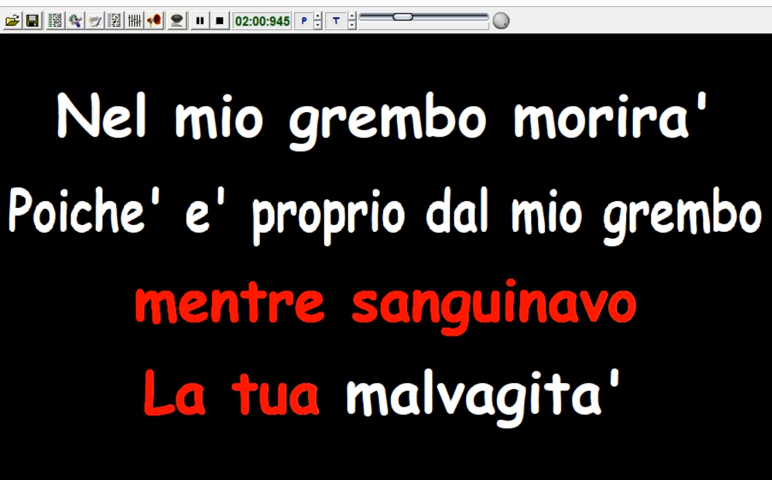 02:00:945 P T
Nel mio grembo morira'
Poiche' e' proprio dal mio grembo
mentre sanguinavo
La tua malvagita'